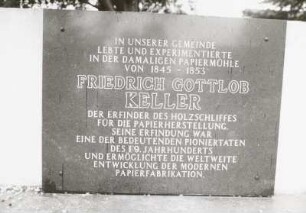 IN UNSERER GEMEINDE
LEBTE UND EXPERIMENTIERTE
IN DER DAMALIGEN PAPIERMÜHLE
VON 1845 - 1853
FRIEDRICH GOTTLOB
KELLER
DER ERFINDER DES HOLZSCHLIFFES
FÜR DIE PAPIERHERSTELLUNG.
SEINE ERFINDUNG WAR
EINE DER BEDEUTENDEN PIONIERTATEN
DES 19. JAHRHUNDERTS
UND ERMÖGLICHTE DIE WELTWEITE
ENTWICKLUNG DER MODERNEN
PAPIERFABRIKATION.